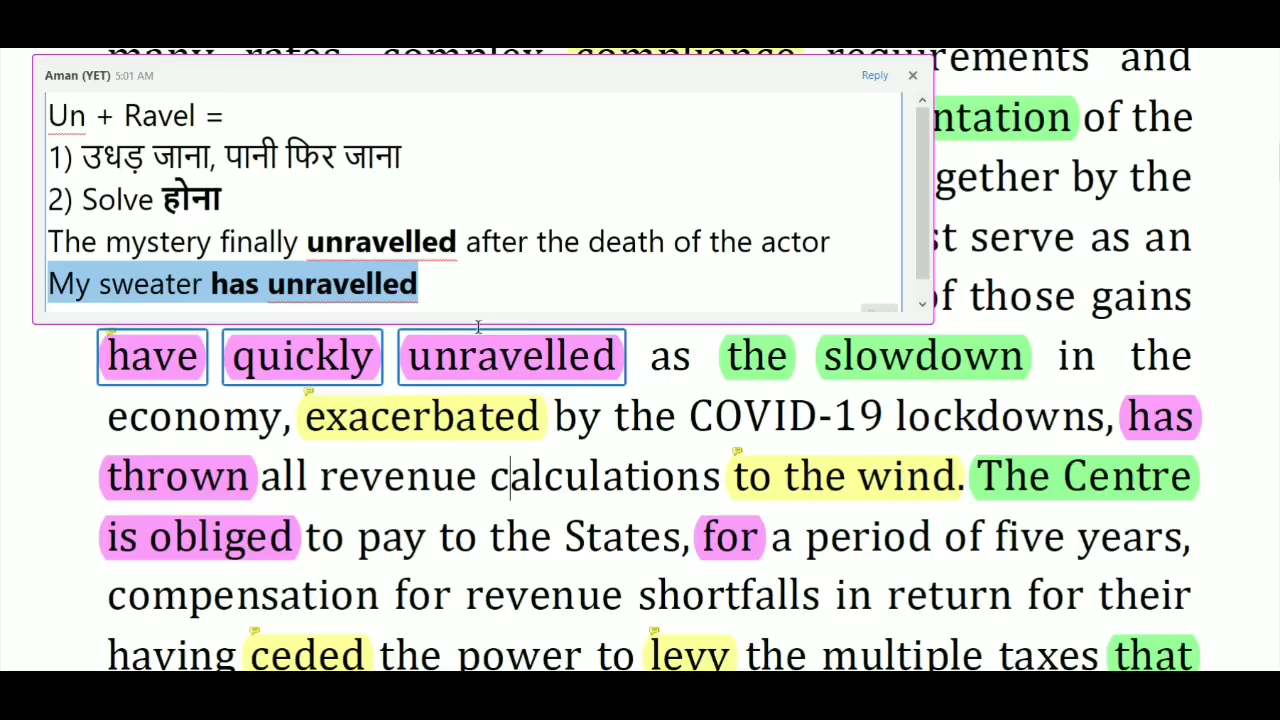 many rates, complex compliance requirements and
Aman (YET) 5:01 AM
Reply
Un + Ravel =
1) उधड़ जाना, पानी फिर जाना
2) Solve होना
The mystery finally unravelled after the death of the actor
My sweater has unravelled
ntation of the
gether by the
st serve as an
of those gains
have quickly unravelled as the slowdown in the
economy, exacerbated by the COVID-19 lockdowns, has
thrown all revenue calculations to the wind. The Centre
is obliged to pay to the States, for a period of five years,
compensation for revenue shortfalls in return for their
having ceded the power to levy the multiple taxes that